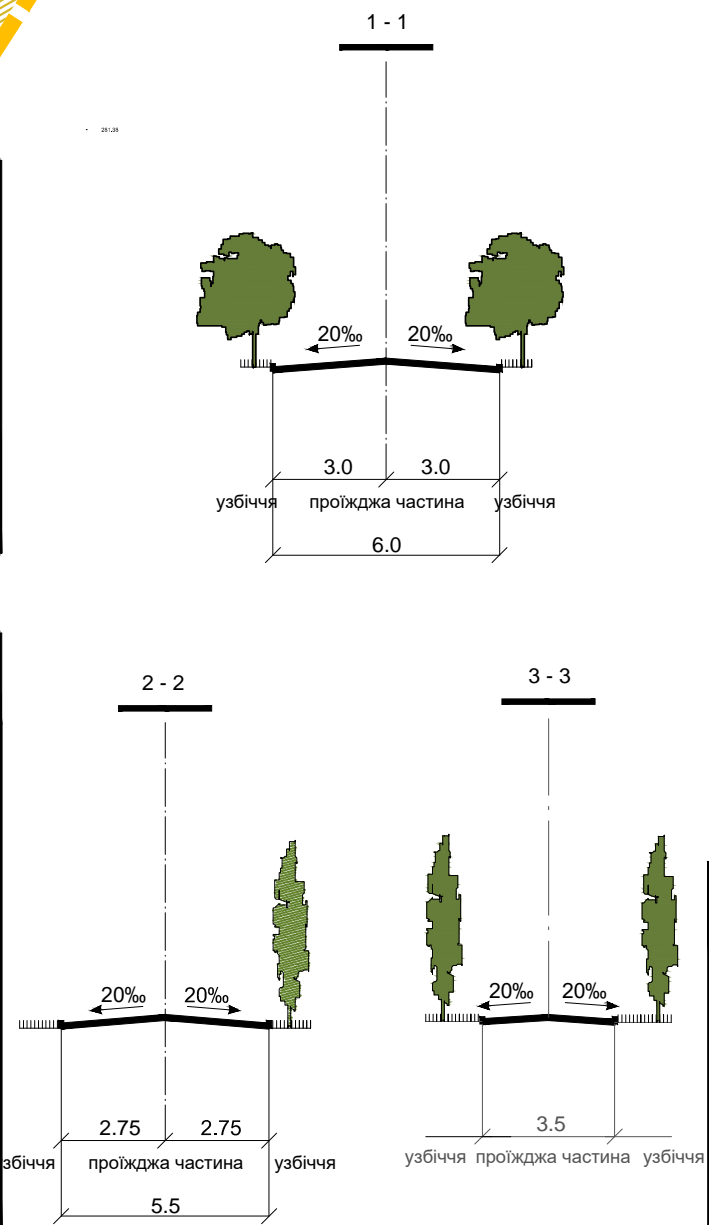 1 - 1
281,38
20‰ 20‰
3.0 3.0
узбіччя проїжджа частина узбіччя
6.0
2 - 2
20‰ 20‰
2.75 2.75
збіччя проїжджа частина узбіччя
5.5
3 - 3
20‰ 20‰
3.5
узбіччя проїжджа частина узбіччя